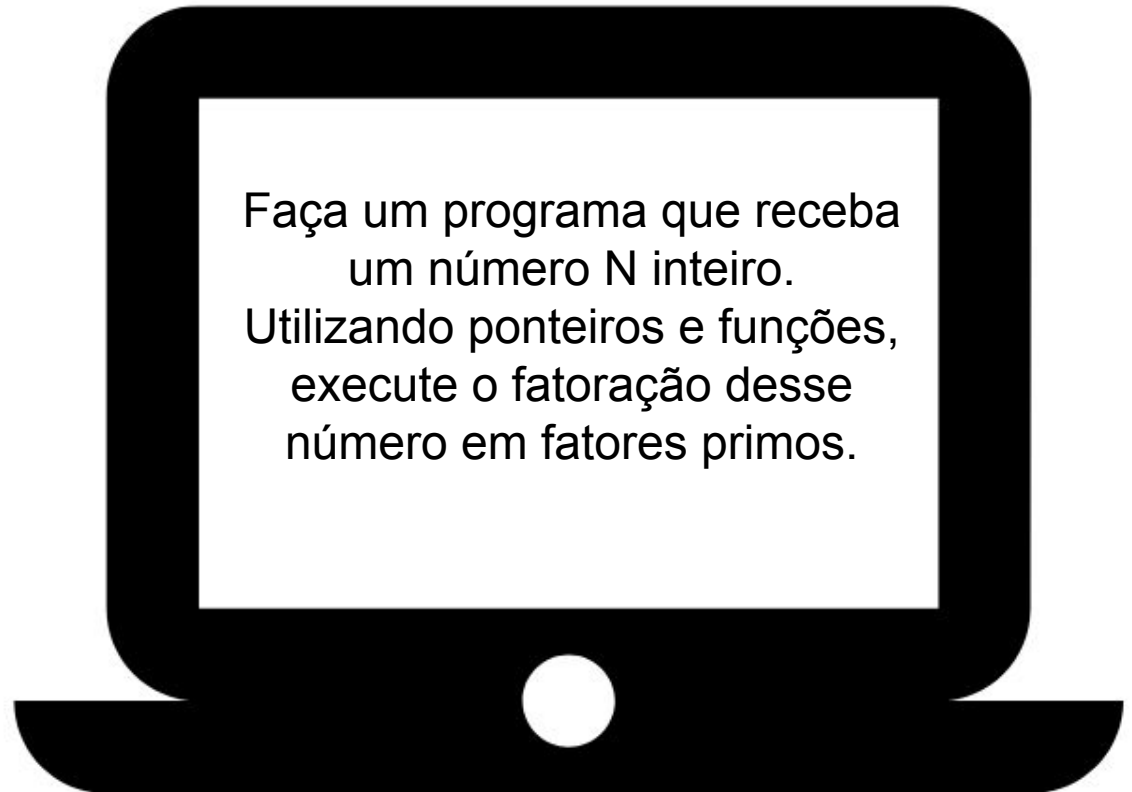 Faça um programa que receba
um número N inteiro.
Utilizando ponteiros e funções,
execute o fatoração desse
número em fatores primos.